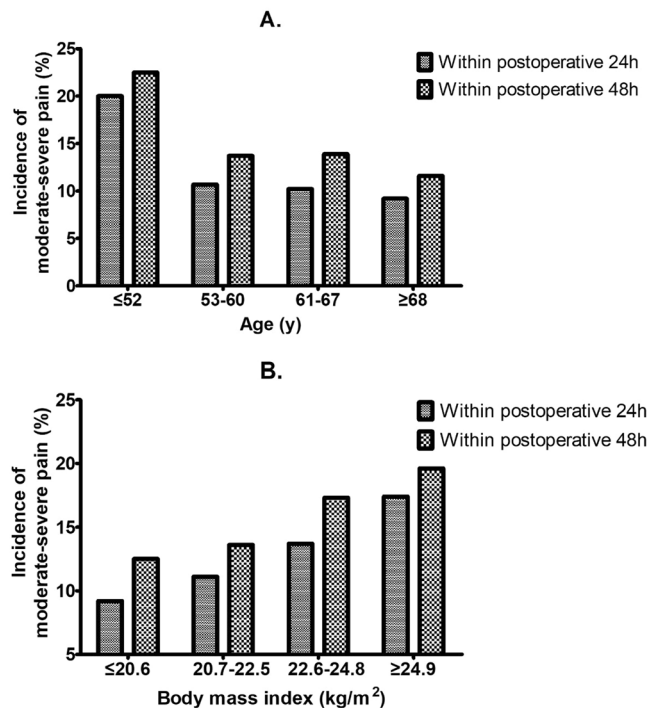 A.
Within postoperative 24h
Within postoperative 48h
Incidence of
moderate-severe pain (%)
25
20
15
10
5
0
≤52 53-60 61-67 ≥68
Age (y)
B.
Within postoperative 24h
Within postoperative 48h
Incidence of
moderate-severe pain (%)
25
20
15
10
5
≤20.6 20.7-22.5 22.6-24.8 ≥24.9
Body mass index (kg/m²)